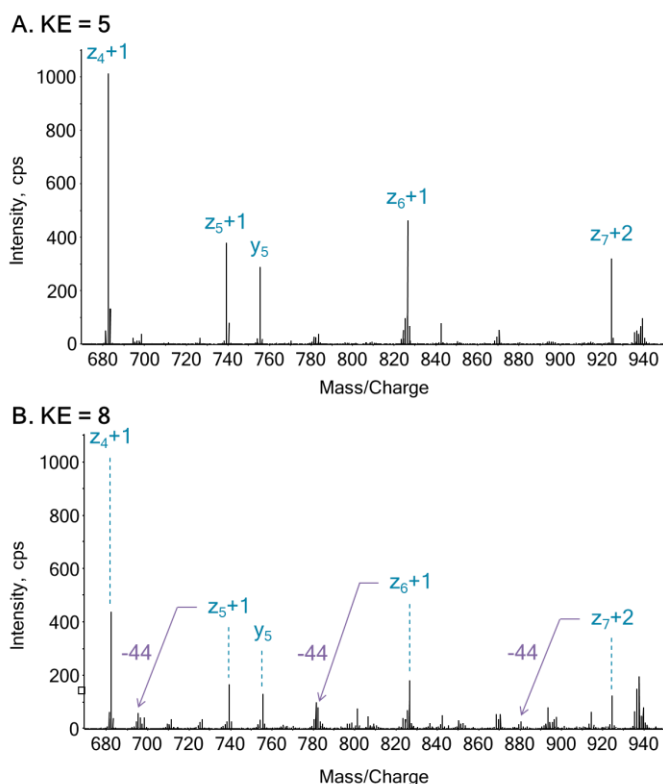 A. KE = 5
z4+1
1000
800
600
400
200
0
Intensity, cps
z5+1
y5
z6+1
z7+2
680 700 720 740 760 780 800 820 840 860 880 900 920 940
Mass/Charge
B. KE = 8
z4+1
1000
800
600
400
200
0
Intensity, cps
z5+1
y5
z6+1
z7+2
-44
-44
-44
680 700 720 740 760 780 800 820 840 860 880 900 920 940
Mass/Charge